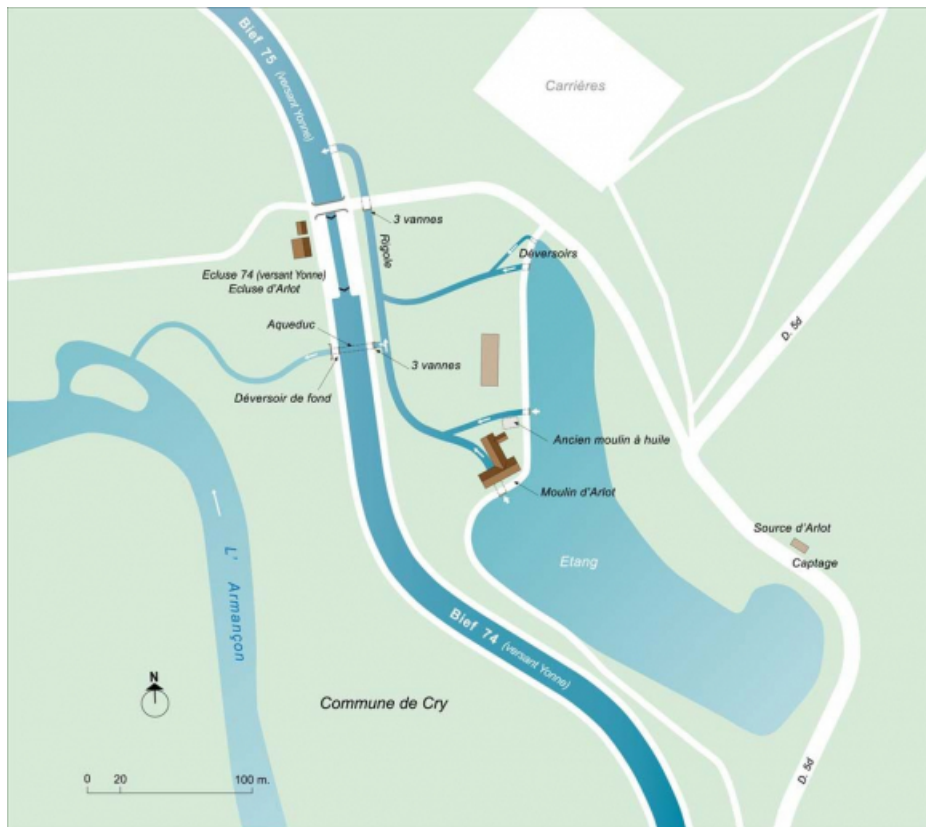 Bief 75 (versant Yonne)
Carrières
3 vannes
Rigole
Déversoirs
Ecluse 74 (versant Yonne)
Ecluse d'Arlot
D. 5d
Aqueduc
3 vannes
Déversoir de fond
Ancien moulin à huile
Moulin d'Arlot
Source d'Arlot
Captage
Etang
L' Armançon
Bief 74 (versant Yonne)
N
Commune de Cry
D. 5d
0 20 100 m.